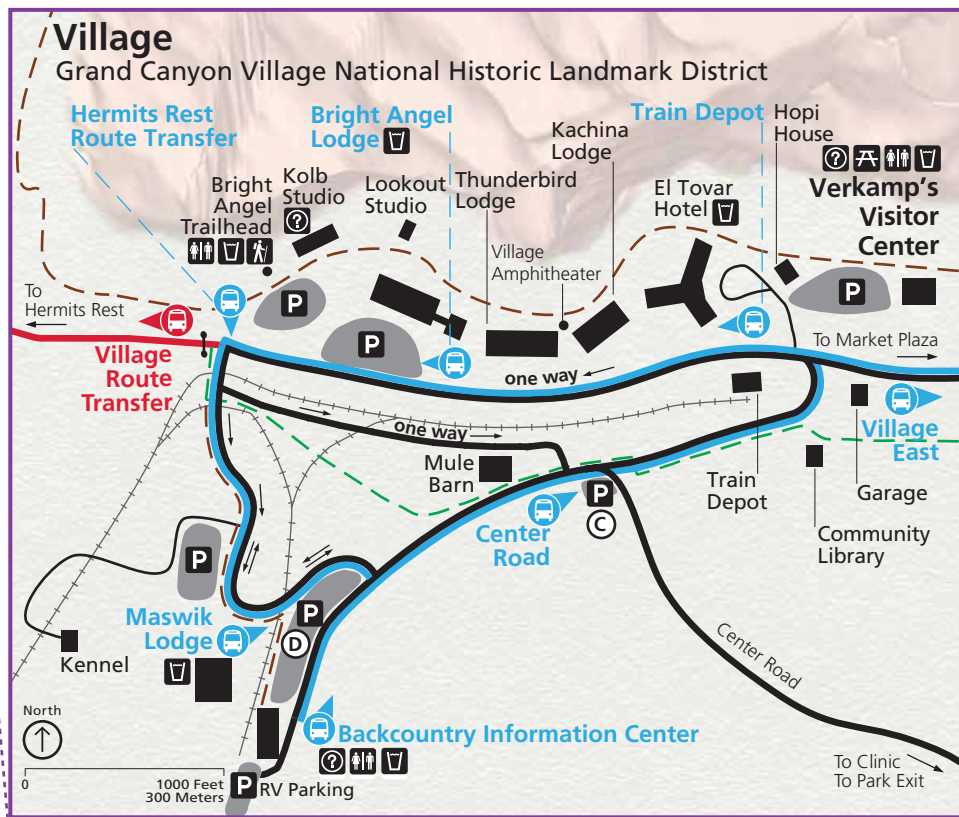 Village
Grand Canyon Village National Historic Landmark District
Hermits Rest
Route Transfer
Bright Angel
Lodge
Train Depot
Hopi
House
Kachina
Lodge
Verkamp's
Visitor
Center
Bright
Angel
Trailhead
Kolb
Studio
?
Lookout
Studio
Thunderbird
Lodge
El Tovar
Hotel
?
Village
Amphitheater
To
Hermits Rest
P
P
P
Village
Route
Transfer
one way
To Market Plaza
one way
Village
East
Mule
Barn
Train
Depot
Garage
Center
Road
P
C
Community
Library
P
Maswik
Lodge
P
D
Kennel
Center Road
North
Backcountry Information Center
?
0
1000 Feet
300 Meters
P
RV Parking
To Clinic
To Park Exit